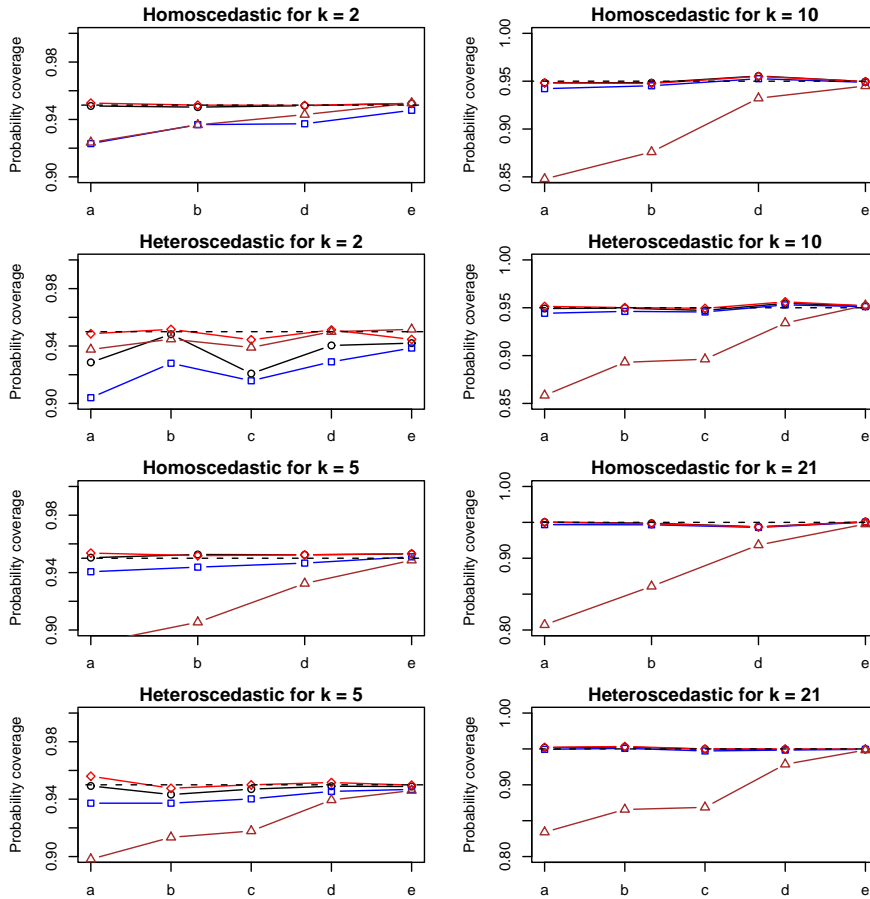 Homoscedastic for k = 2
Probability coverage
0.90 0.94 0.98
a b d e
Homoscedastic for k = 10
Probability coverage
0.85 0.90 0.95 1.00
a b d e
Heteroscedastic for k = 2
Probability coverage
0.90 0.94 0.98
a b c d e
Heteroscedastic for k = 10
Probability coverage
0.85 0.90 0.95 1.00
a b c d e
Homoscedastic for k = 5
Probability coverage
0.90 0.94 0.98
a b d e
Homoscedastic for k = 21
Probability coverage
0.80 0.90 1.00
a b d e
Heteroscedastic for k = 5
Probability coverage
0.90 0.94 0.98
a b c d e
Heteroscedastic for k = 21
Probability coverage
0.80 0.90 1.00
a b c d e